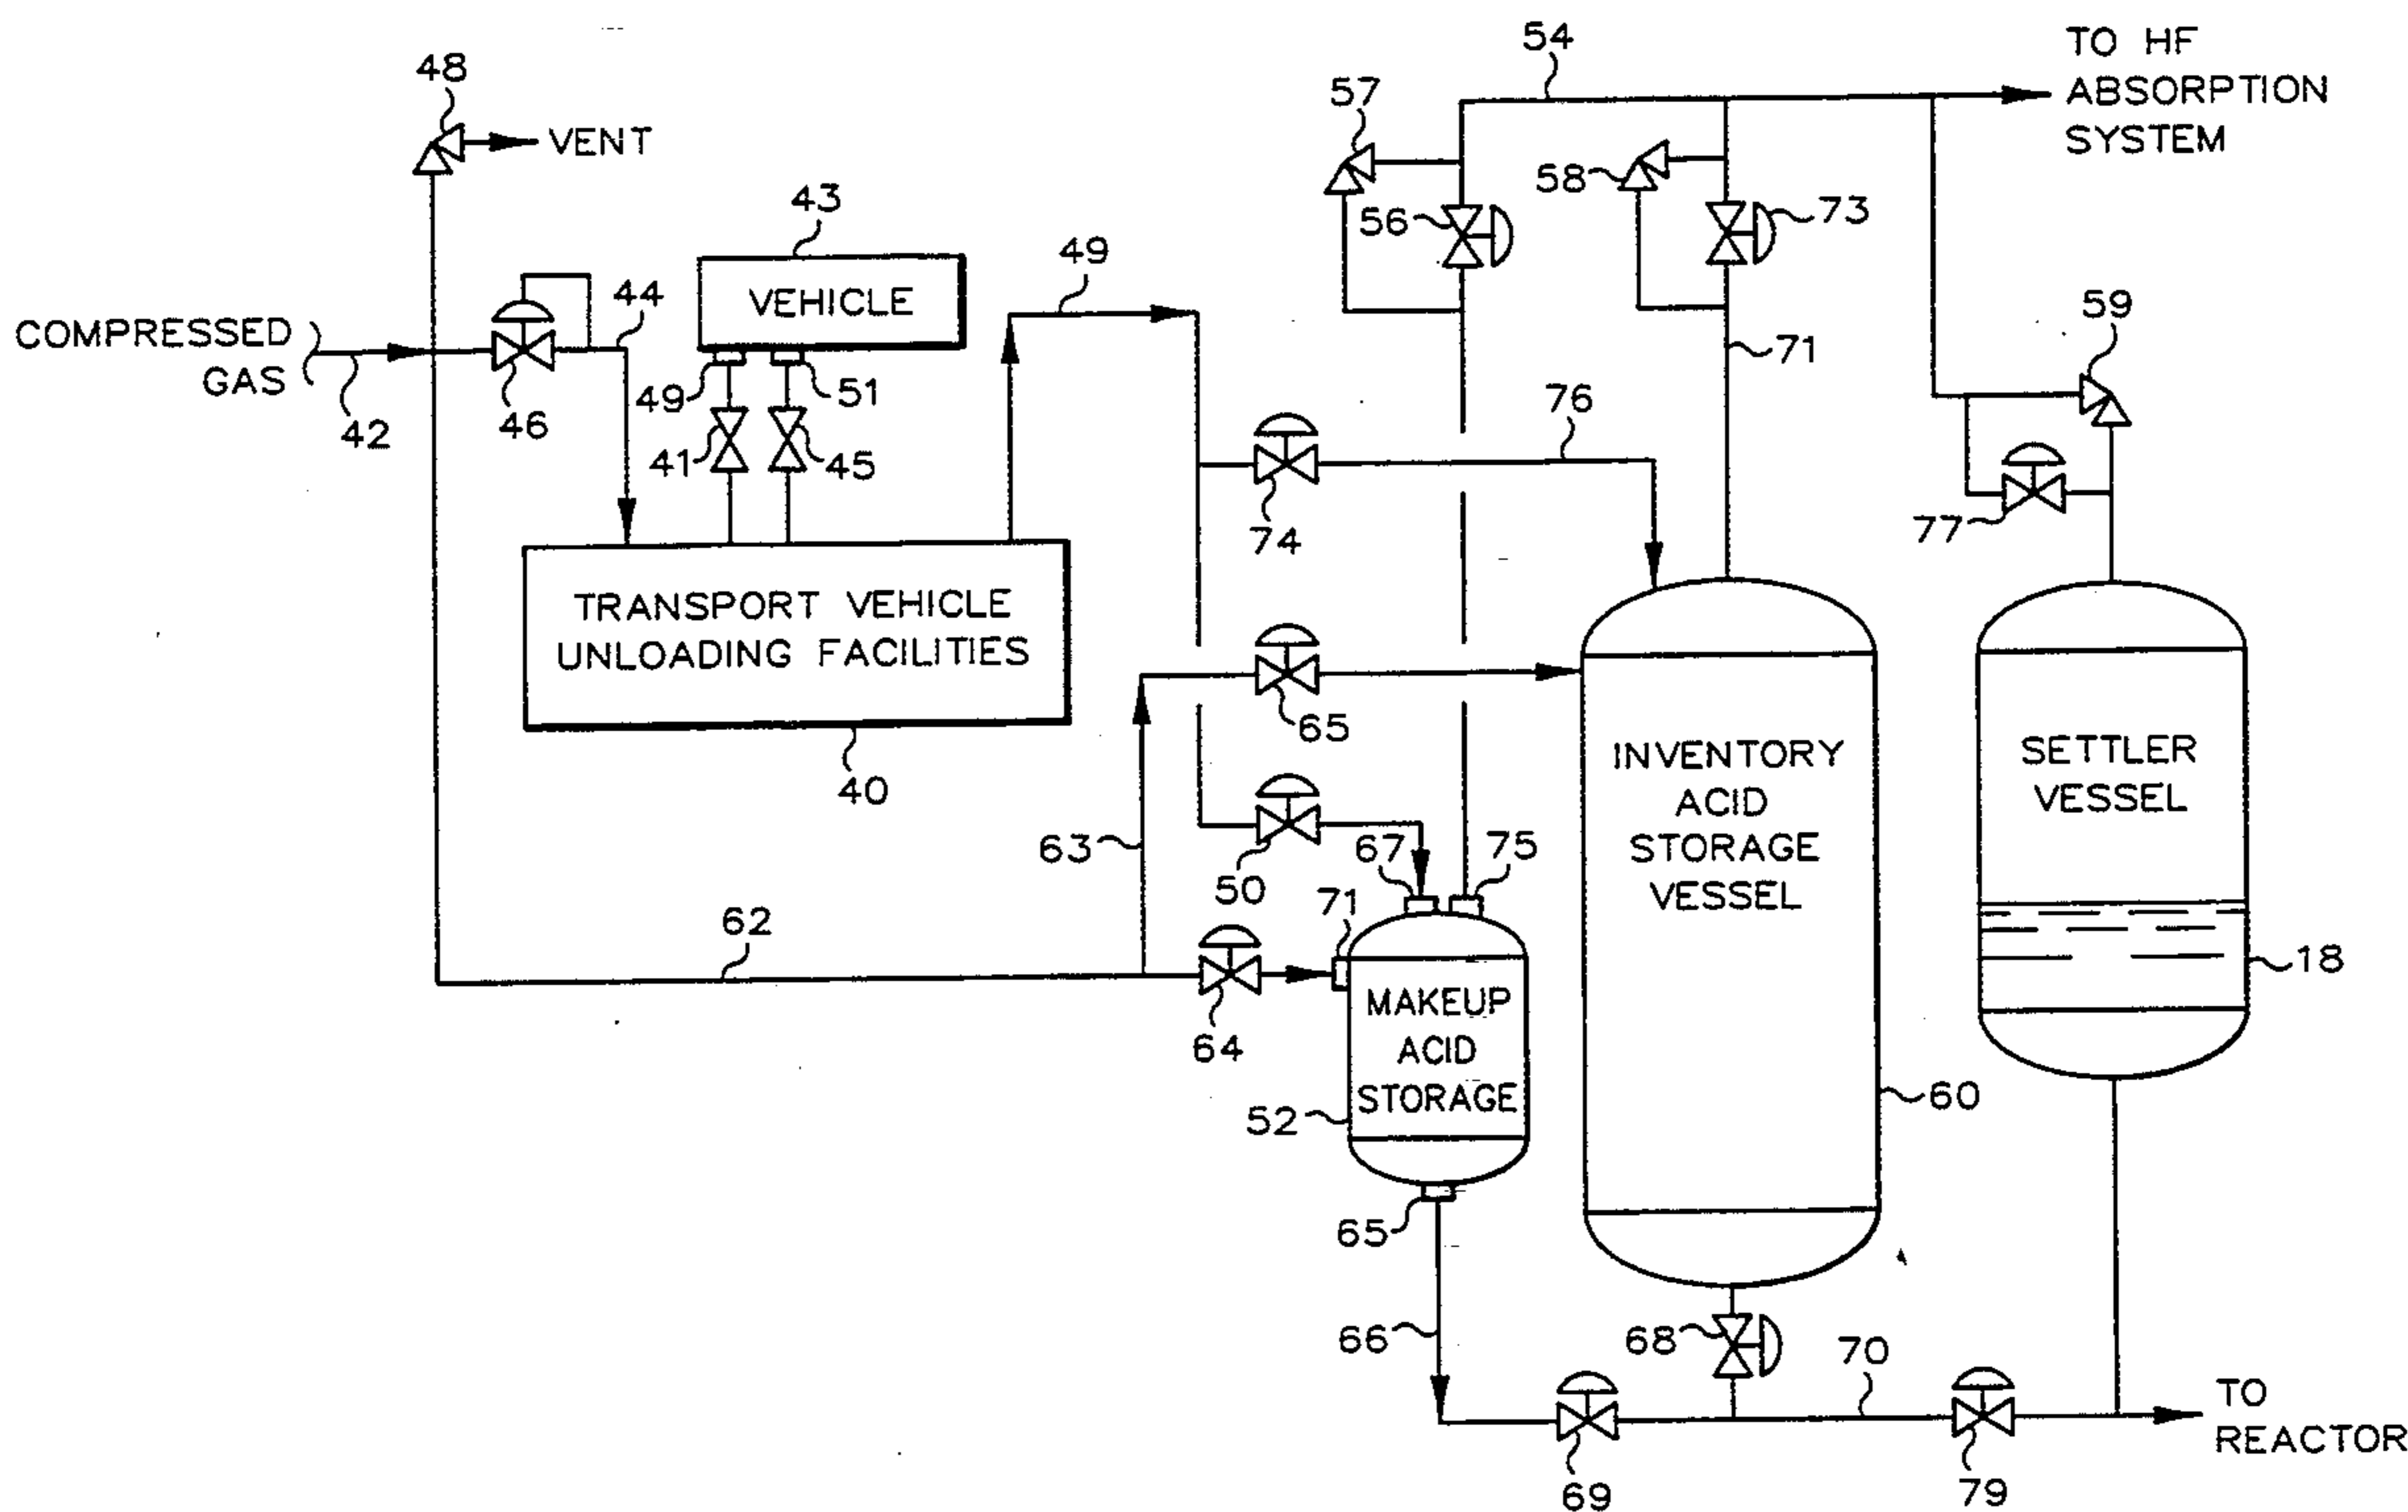 54
TO HF
ABSORPTION
SYSTEM
48
VENT
57
58
56
73
43
VEHICLE
49
44
COMPRESSED
GAS
42
46
49
51
41
45
71
59
76
74
77
TRANSPORT VEHICLE
UNLOADING FACILITIES
40
65
63
50
67
75
71
INVENTORY
ACID
STORAGE
VESSEL
SETTLER
VESSEL
62
64
18
MAKEUP
ACID
STORAGE
52
60
65
66
68
70
69
79
TO
REACTOR